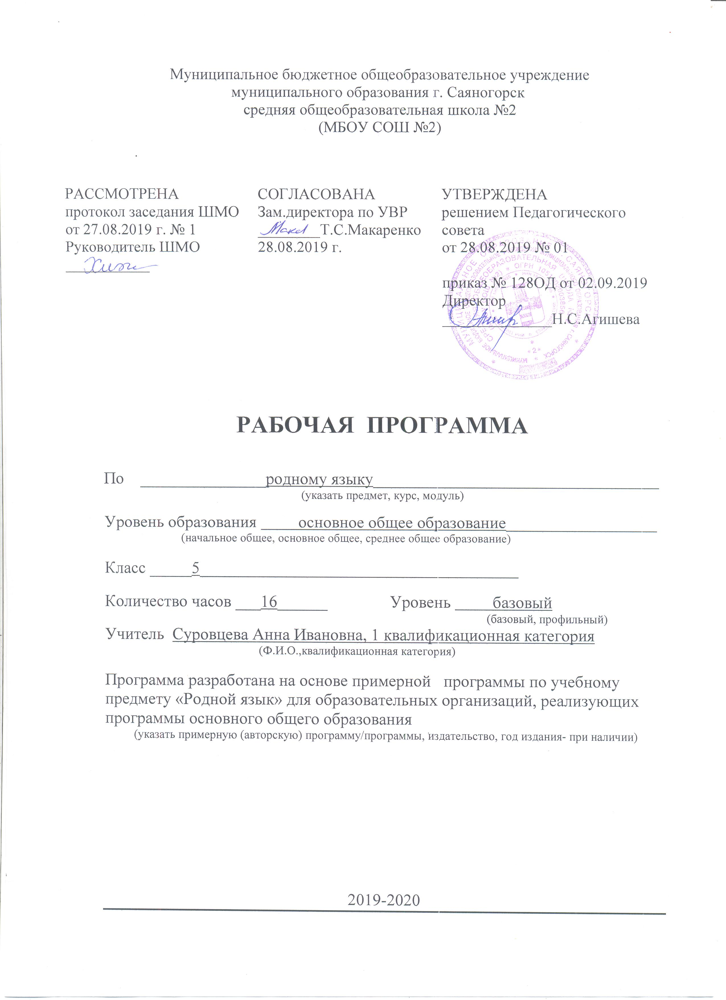 Муниципальное бюджетное общеобразовательное учреждение
муниципального образования г. Саяногорск
средняя общеобразовательная школа №2
(МБОУ СОШ №2)
РАССМОТРЕНА
протокол заседания ШМО
от 27.08.2019 г. № 1
Руководитель ШМО
СОГЛАСОВАНА
Зам.директора по УВР
Т.С.Макаренко
28.08.2019 г.
УТВЕРЖДЕНА
решением Педагогического
совета
от 28.08.2019 № 01
приказ № 128ОД от 02.09.2019
Директор
Н.С.Агишева
РАБОЧАЯ ПРОГРАММА
По родному языку
(указать предмет, курс, модуль)
Уровень образования основное общее образование
(начальное общее, основное общее, среднее общее образование)
Класс 5
Количество часов 16 Уровень базовый
(базовый, профильный)
Учитель Суровцева Анна Ивановна, 1 квалификационная категория
(Ф.И.О.,квалификационная категория)
Программа разработана на основе примерной программы по учебному
предмету «Родной язык» для образовательных организаций, реализующих
программы основного общего образования
(указать примерную (авторскую) программу/программы, издательство, год издания- при наличии)
2019-2020